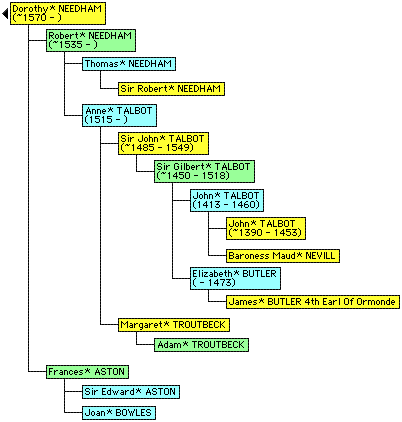 Dorothy* NEEDHAM
(~1570 - )
Robert* NEEDHAM
(~1535 - )
Thomas* NEEDHAM
Sir Robert* NEEDHAM
Anne* TALBOT
(1515 - )
Sir John* TALBOT
(~1485 - 1549)
Sir Gilbert* TALBOT
(~1450 - 1518)
John* TALBOT
(1413 - 1460)
John* TALBOT
(~1390 - 1453)
Baroness Maud* NEVILL
Elizabeth* BUTLER
( - 1473)
James* BUTLER 4th Earl Of Ormonde
Margaret* TROUTBECK
Adam* TROUTBECK
Frances* ASTON
Sir Edward* ASTON
Joan* BOWLES